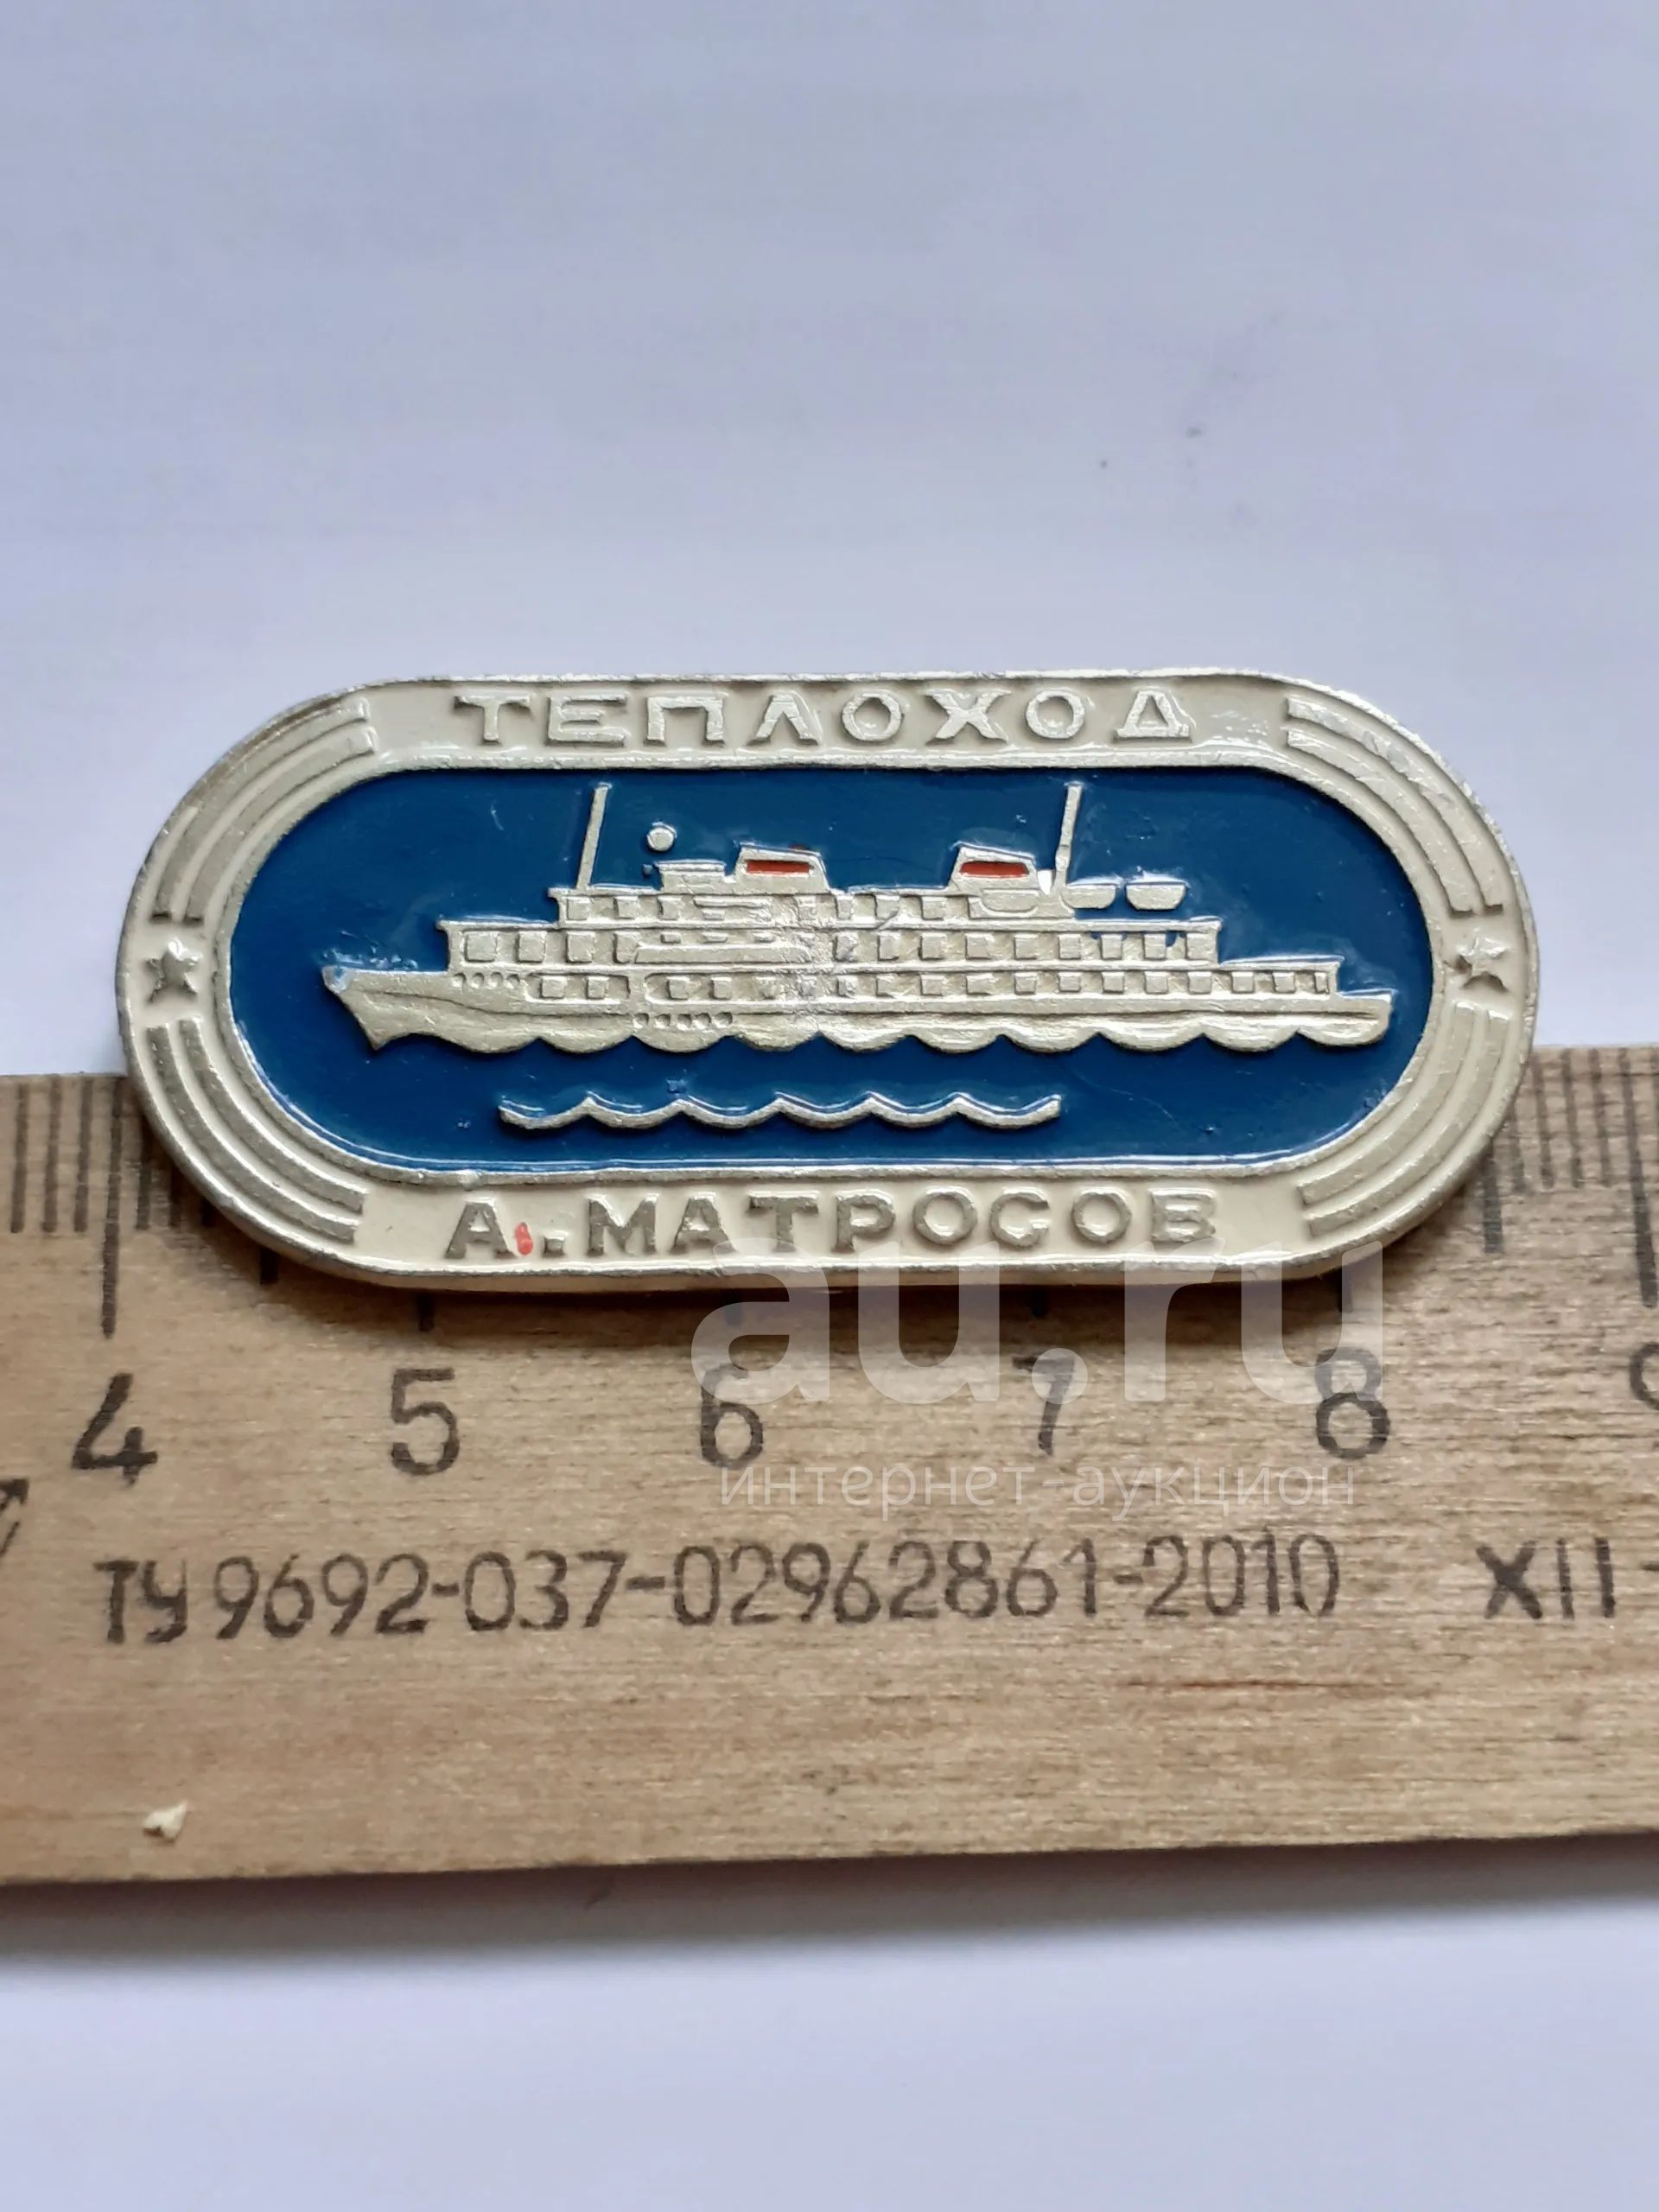 ТЕПЛОХОД
А.МАТРОСОВ
au.ru
4 5 6 7 8
интернет-аукцион
ТУ 9692-037-02962861-2010 XII-